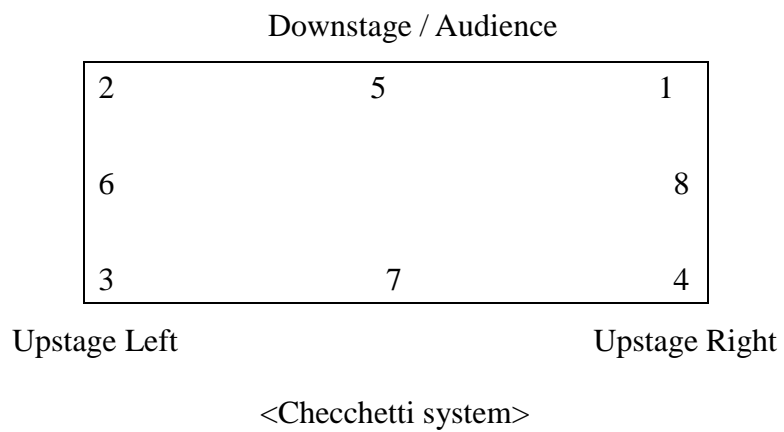 Downstage / Audience
2 5 1
6 8
3 7 4
Upstage Left Upstage Right
<Checchetti system>